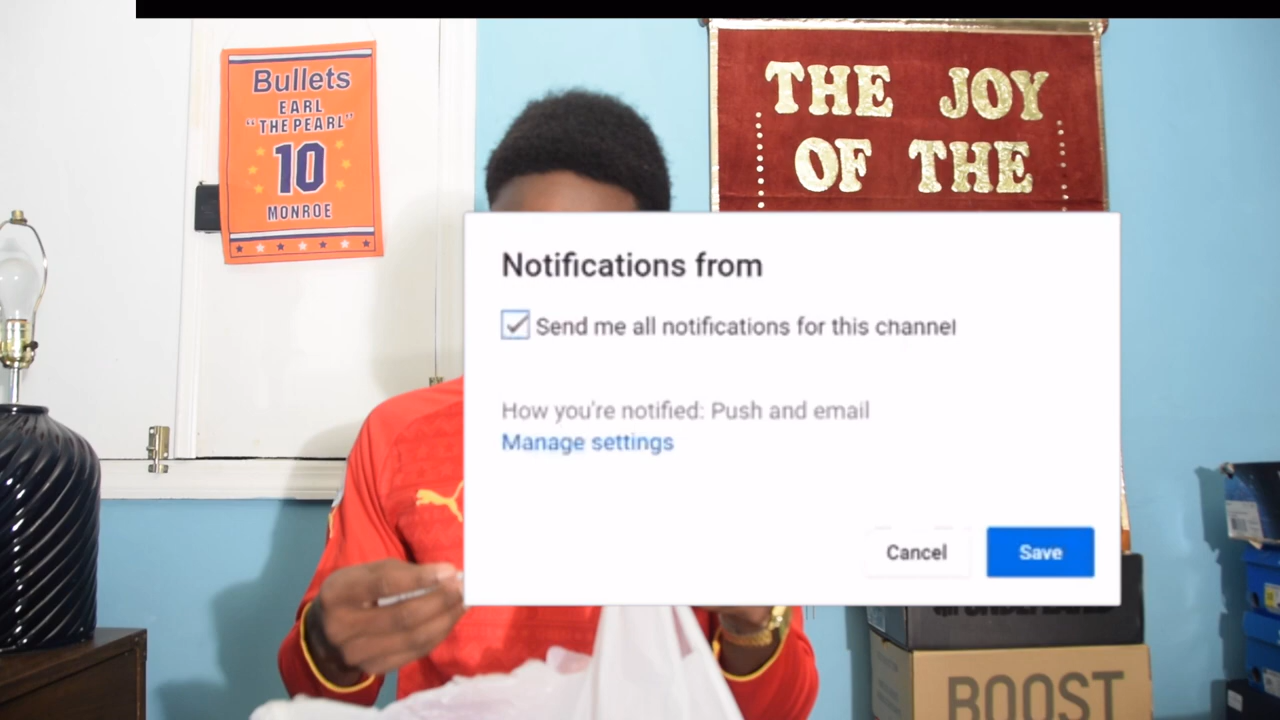 Bullets
EARL
"THE PEARL"
10
MONROE
THE JOY
OF THE
Notifications from
Send me all notifications for this channel
How you're notified: Push and email
Manage settings
Cancel
Save
BOOST